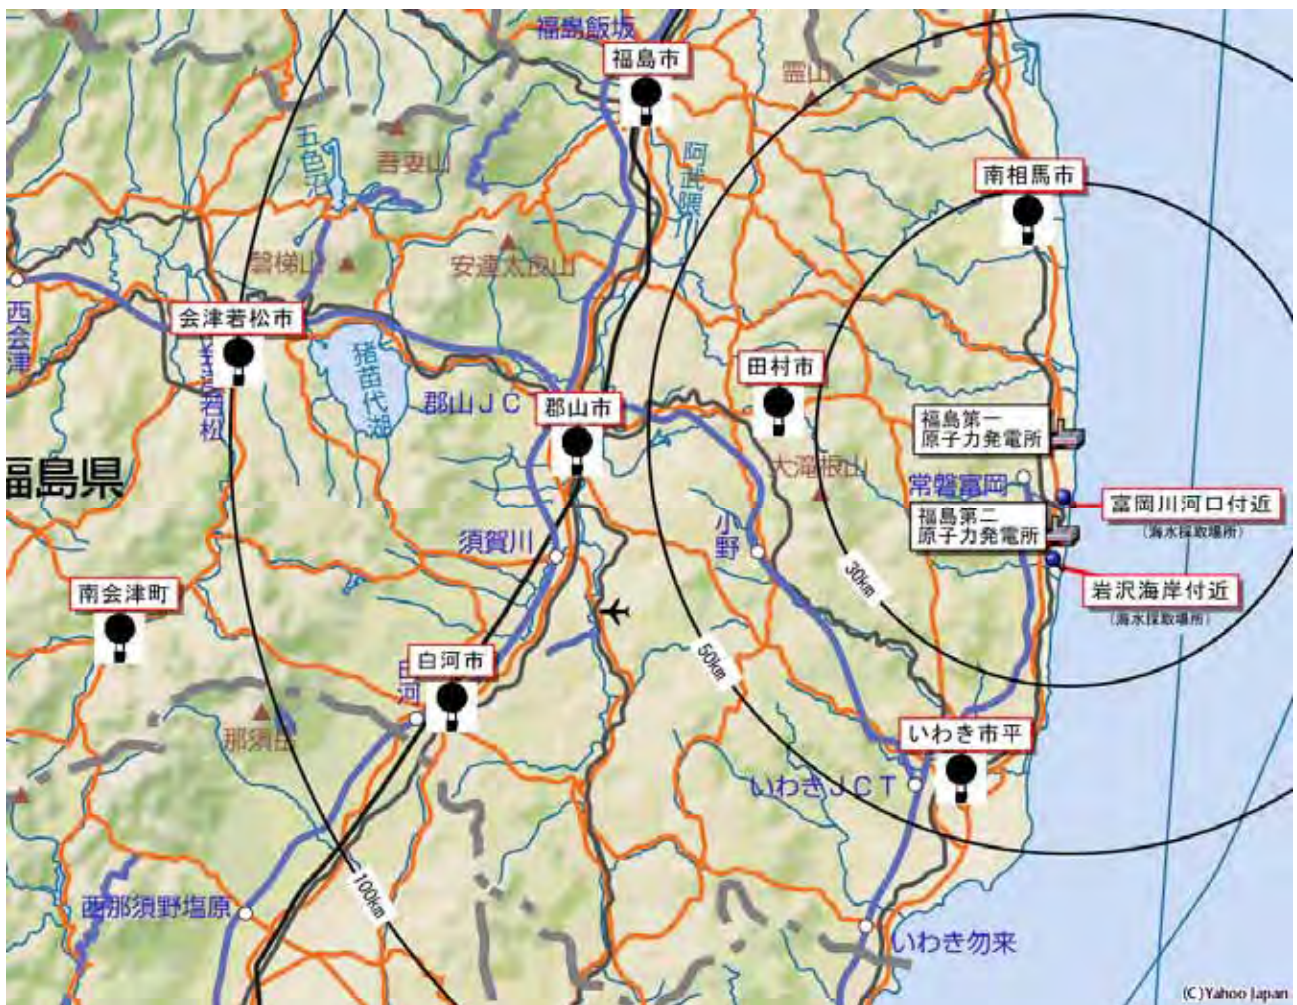 福島飯坂
福島市
霊山
五色沼
吾妻山
阿武隈川
南相馬市
磐梯山
安達太良山
西会津
会津若松市
猪苗代湖
田村市
郡山JC
郡山市
福島第一
原子力発電所
福島県
大滝根山
常磐富岡
富岡川河口付近
(海水採取場所)
福島第二
原子力発電所
須賀川
小野
30km
南会津町
岩沢海岸付近
(海水採取場所)
白河市
白河
50km
那須岳
いわき市平
いわきJCT
100km
西那須野塩原
いわき勿来
(C)Yahoo Japan